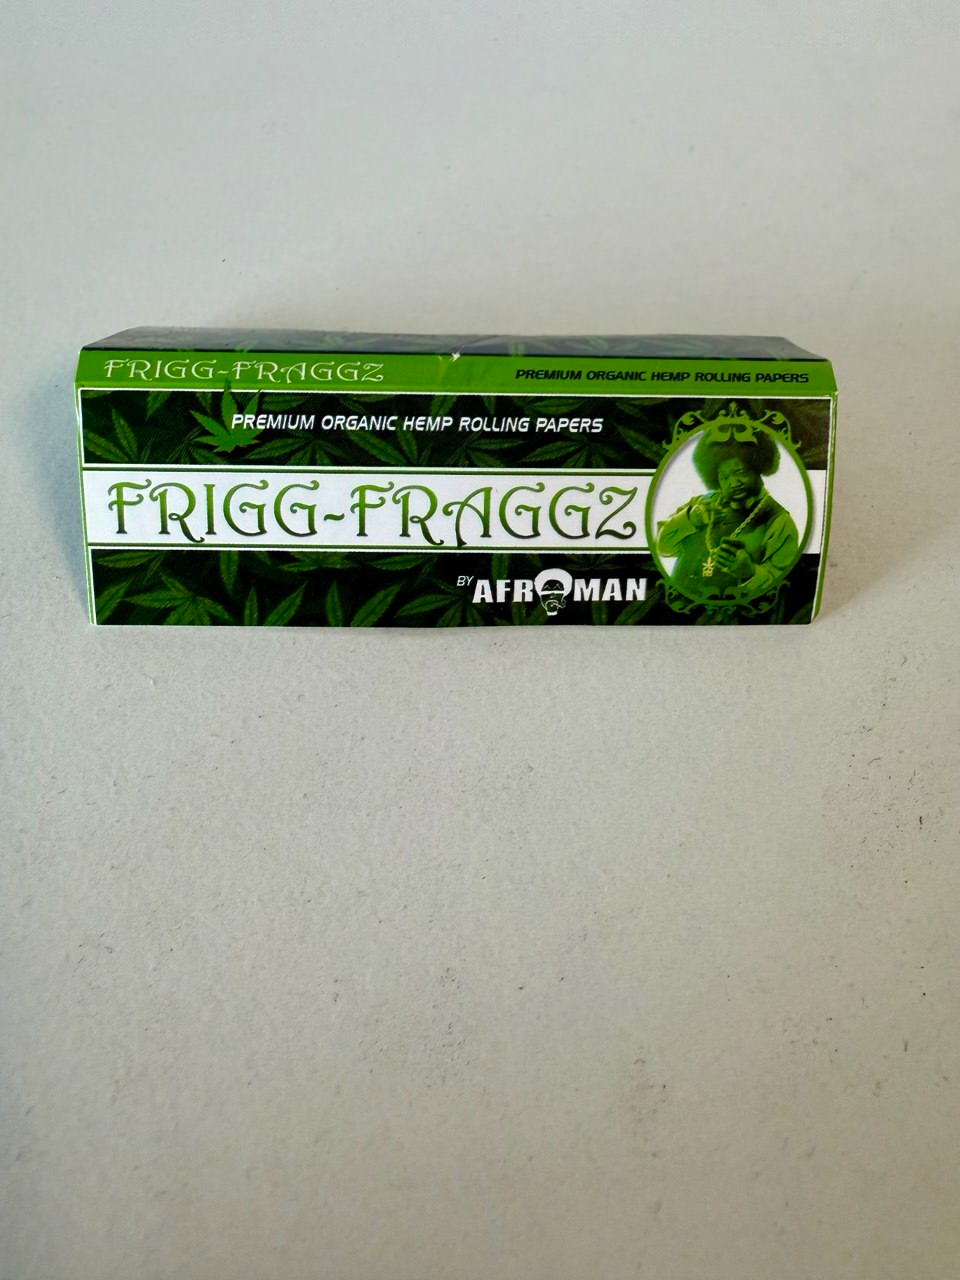 FRIGG-FRAGGZ
PREMIUM ORGANIC HEMP ROLLING PAPERS
PREMIUM ORGANIC HEMP ROLLING PAPERS
FRIGG-FRAGGZ
BY AFROMAN